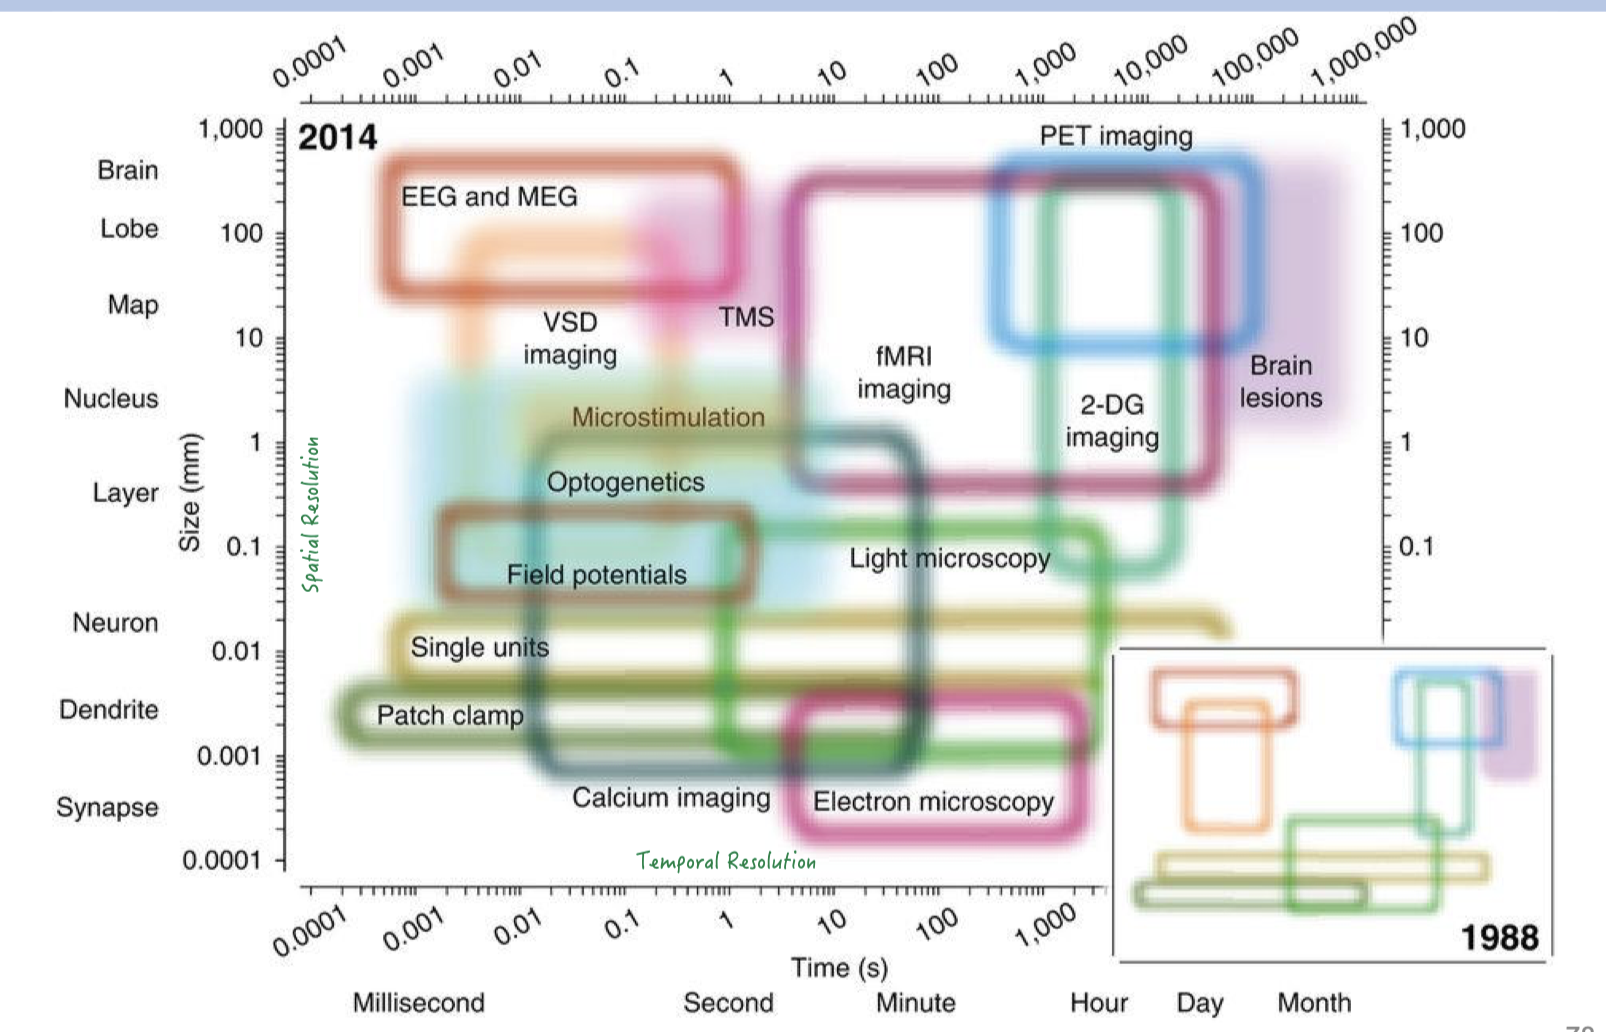 0.0001 0.001 0.01 0.1 1 10 100 1,000 10,000 100,000 1,000,000
2014
PET imaging
1,000
1,000
Brain
EEG and MEG
Lobe
100
100
Map
VSD
imaging
TMS
10
10
fMRI
imaging
Brain
lesions
Nucleus
Microstimulation
2-DG
imaging
1
1
Size (mm)
Spatial Resolution
Layer
Optogenetics
0.1
0.1
Light microscopy
Field potentials
Neuron
Single units
0.01
Dendrite
Patch clamp
0.001
Synapse
Calcium imaging
Electron microscopy
0.0001
Temporal Resolution
1988
0.0001 0.001 0.01 0.1 1 10 100 1,000
Time (s)
Millisecond Second Minute Hour Day Month